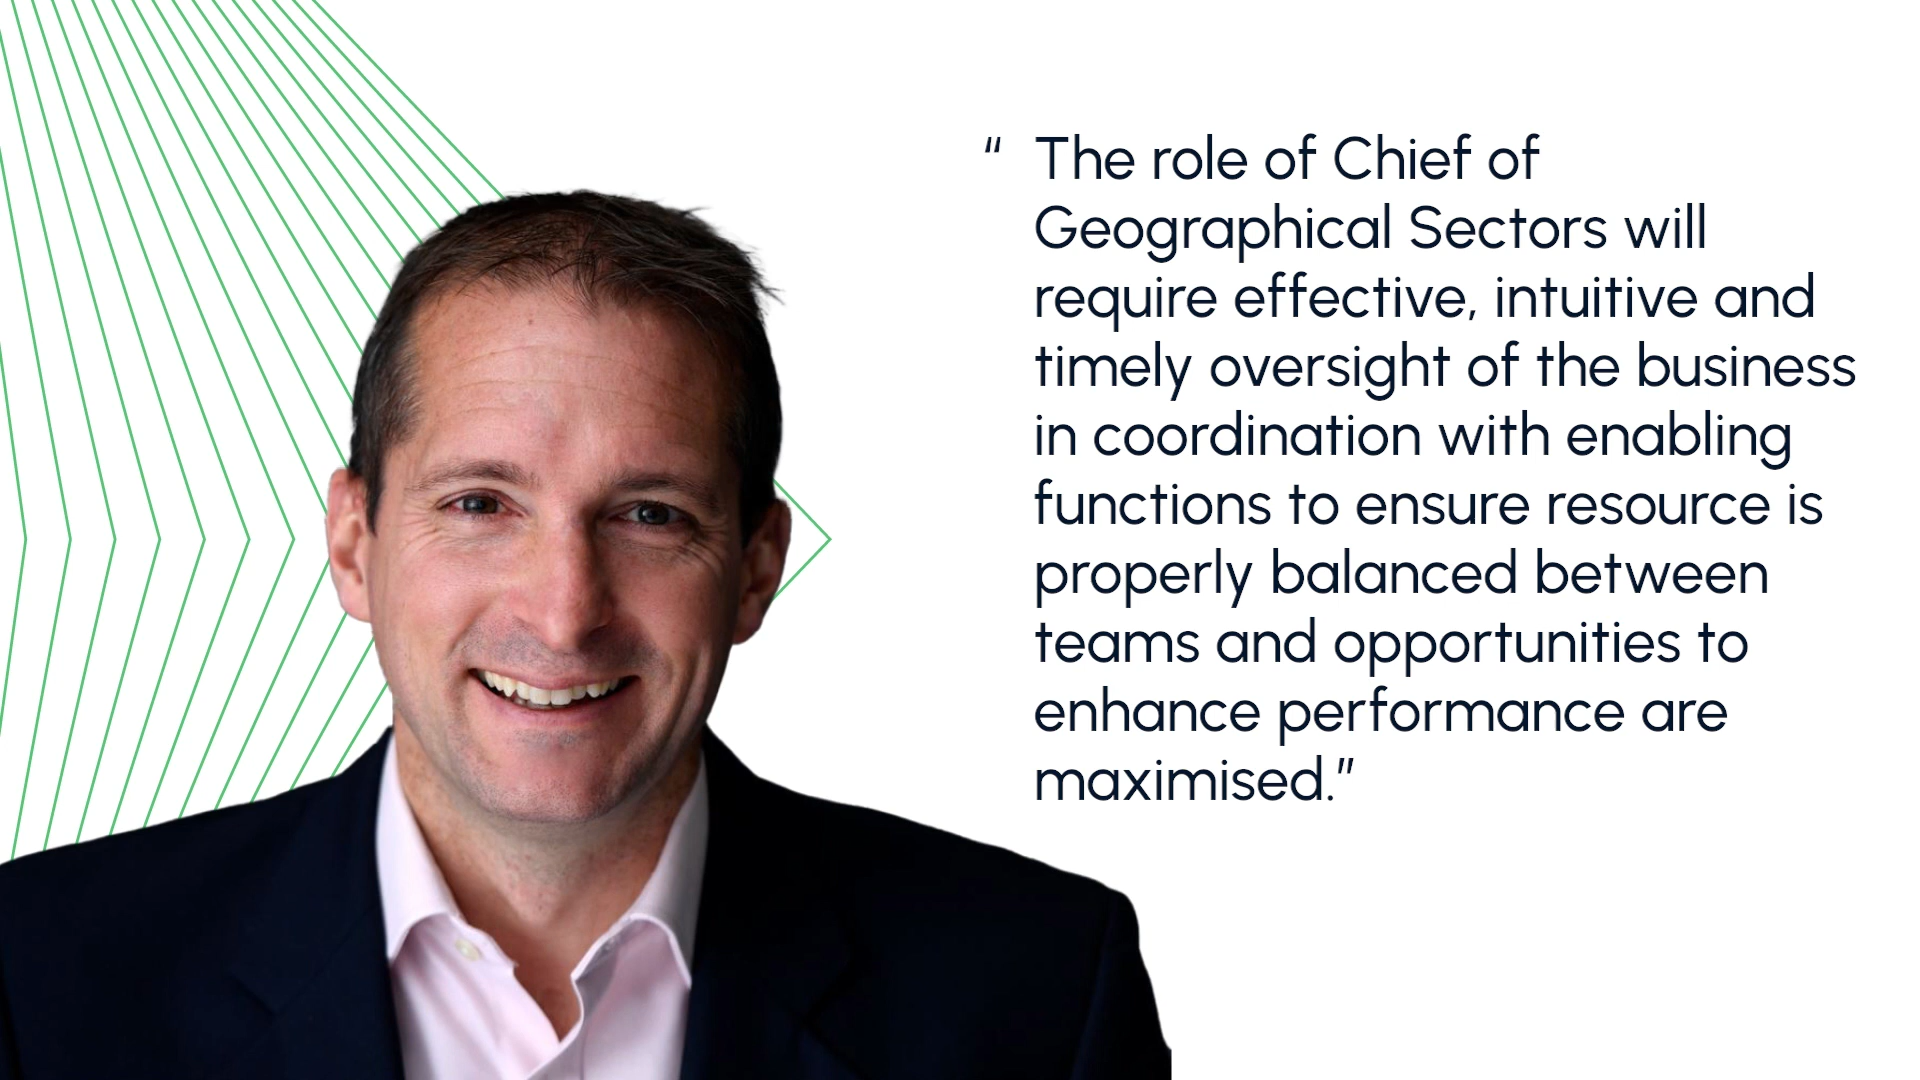 “ The role of Chief of
Geographical Sectors will
require effective, intuitive and
timely oversight of the business
in coordination with enabling
functions to ensure resource is
properly balanced between
teams and opportunities to
enhance performance are
maximised.”